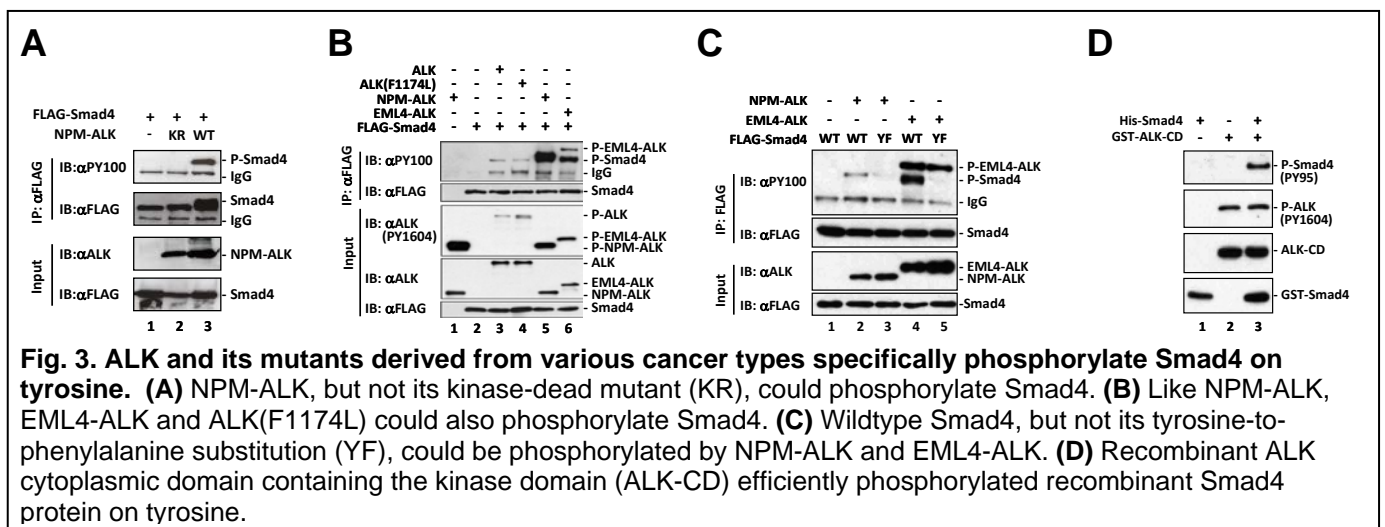 A
FLAG-Smad4 + + +
NPM-ALK - KR WT
IP: αFLAG
IB:αPY100
P-Smad4
IgG
IB:αFLAG
Smad4
IgG
Input
IB:αALK
NPM-ALK
IB:αFLAG
Smad4
1 2 3
B
ALK - - + - - -
ALK(F1174L) - - - + - -
NPM-ALK + - - - + -
EML4-ALK - - - - - +
FLAG-Smad4 - + + + + +
IP: αFLAG
IB: αPY100
P-EML4-ALK
P-Smad4
IgG
IB: αFLAG
Smad4
Input
IB: αALK
(PY1604)
P-ALK
P-EML4-ALK
P-NPM-ALK
IB: αALK
ALK
EML4-ALK
NPM-ALK
IB: αFLAG
Smad4
1 2 3 4 5 6
C
NPM-ALK - + + - -
EML4-ALK - - - + +
FLAG-Smad4 WT WT YF WT YF
IP: FLAG
IB: αPY100
P-EML4-ALK
P-Smad4
IgG
IB: αFLAG
Smad4
Input
IB: αALK
EML4-ALK
NPM-ALK
IB: αFLAG
Smad4
1 2 3 4 5
D
His-Smad4 + - +
GST-ALK-CD - + +
P-Smad4
(PY95)
P-ALK
(PY1604)
ALK-CD
GST-Smad4
1 2 3
Fig. 3. ALK and its mutants derived from various cancer types specifically phosphorylate Smad4 on
tyrosine. (A) NPM-ALK, but not its kinase-dead mutant (KR), could phosphorylate Smad4. (B) Like NPM-ALK,
EML4-ALK and ALK(F1174L) could also phosphorylate Smad4. (C) Wildtype Smad4, but not its tyrosine-to-
phenylalanine substitution (YF), could be phosphorylated by NPM-ALK and EML4-ALK. (D) Recombinant ALK
cytoplasmic domain containing the kinase domain (ALK-CD) efficiently phosphorylated recombinant Smad4
protein on tyrosine.